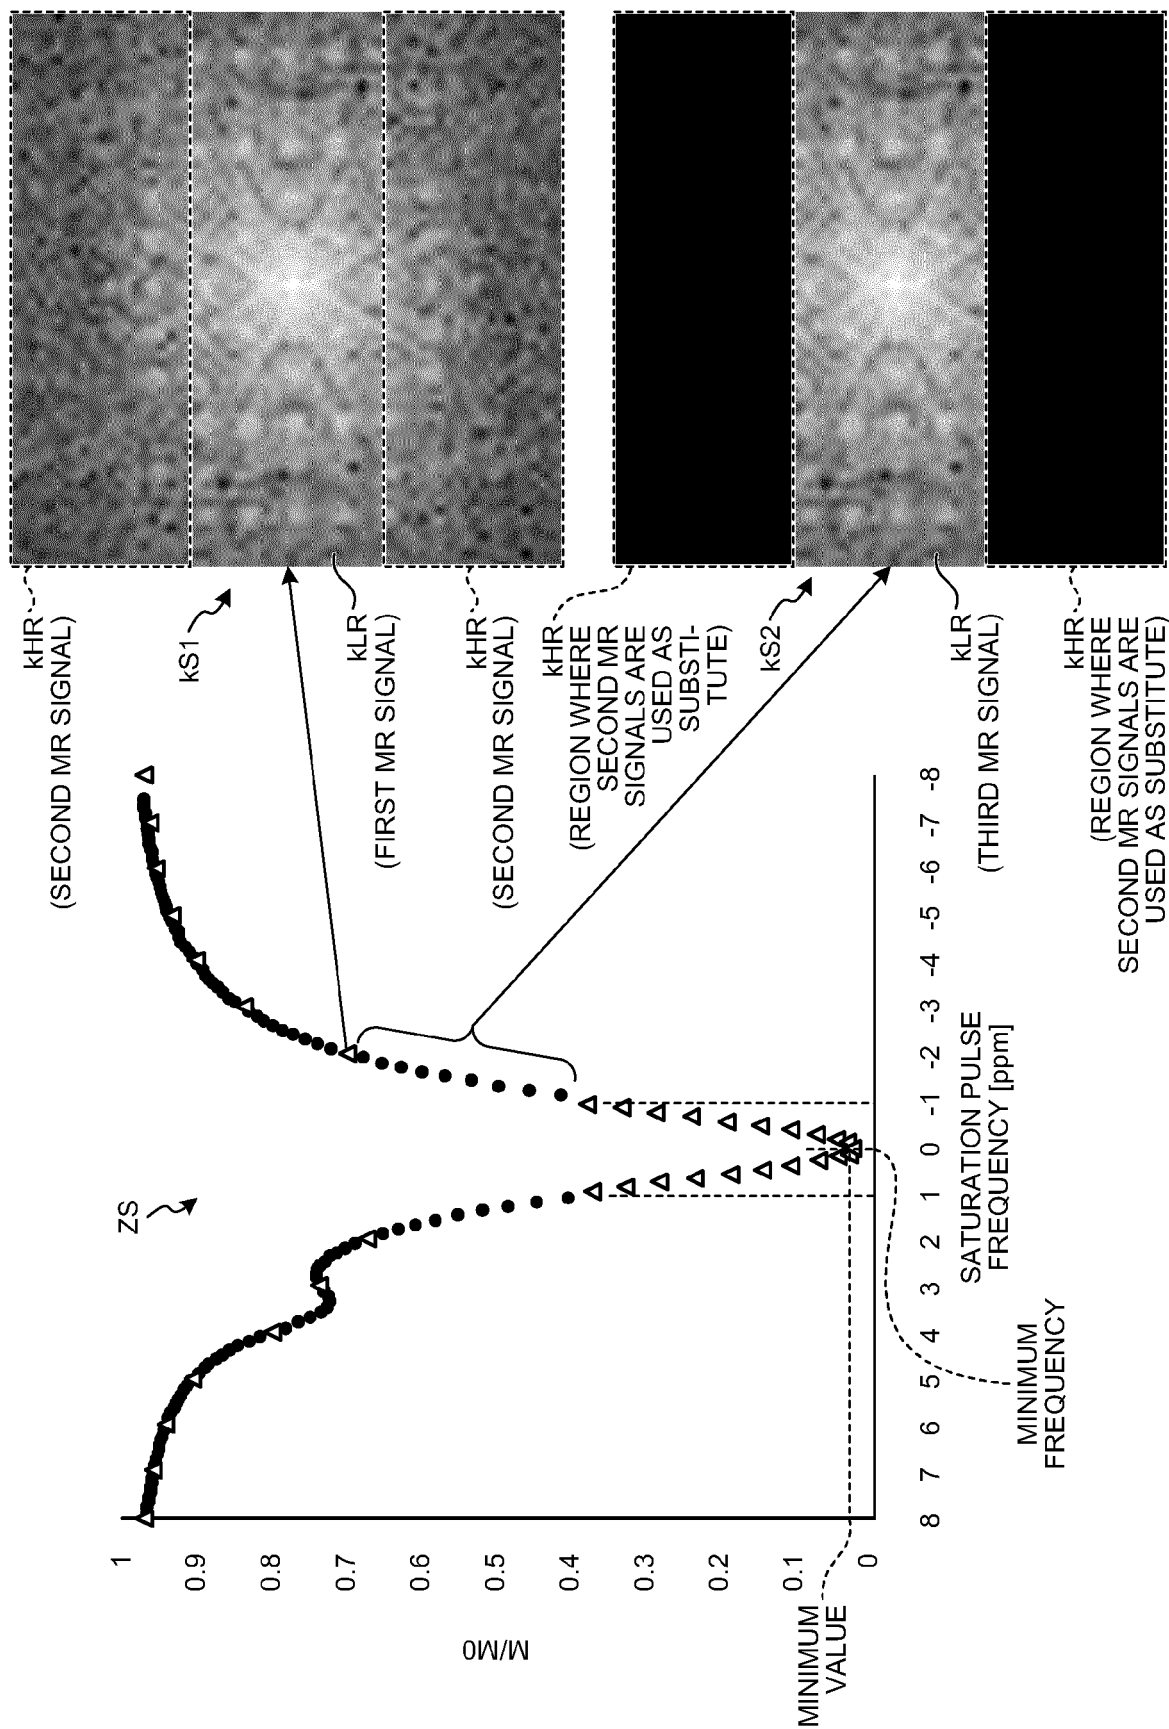 ZS
M/M0
1
0.9
0.8
0.7
0.6
0.5
0.4
0.3
0.2
0.1
0
MINIMUM
VALUE
8
7
6
5
4
3
2
1
0
-1
-2
-3
-4
-5
-6
-7
-8
SATURATION PULSE
FREQUENCY [ppm]
MINIMUM
FREQUENCY
kHR
(SECOND MR SIGNAL)
kS1
kLR
(FIRST MR SIGNAL)
kHR
(SECOND MR SIGNAL)
kHR
(REGION WHERE
SECOND MR
SIGNALS ARE
USED AS
SUBSTI-
TUTE)
kS2
kLR
(THIRD MR SIGNAL)
kHR
(REGION WHERE
SECOND MR SIGNALS ARE
USED AS SUBSTITUTE)